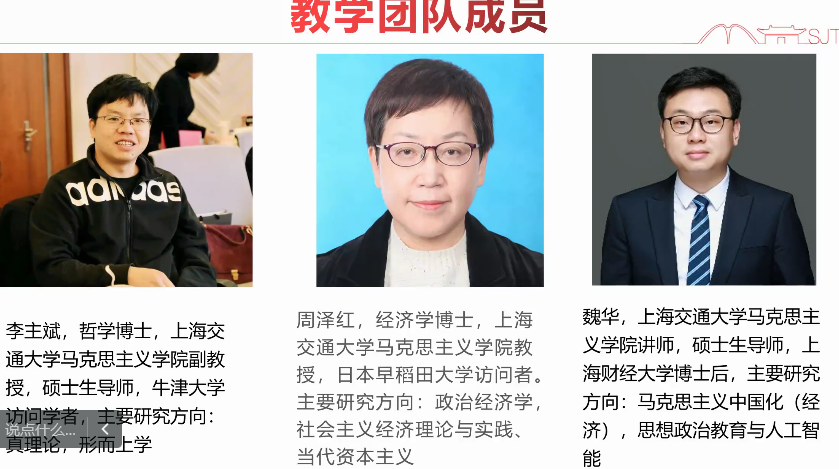 教学团队成员
SJT
adidas
李主斌，哲学博士，上海交
通大学马克思主义学院副教
授，硕士生导师，牛津大学
访问学者，主要研究方向：
真理论，形而上学
说点什么...
周泽红，经济学博士，上海
交通大学马克思主义学院教
授，日本早稻田大学访问者。
主要研究方向：政治经济学，
社会主义经济理论与实践、
当代资本主义
魏华，上海交通大学马克思主
义学院讲师，硕士生导师，上
海财经大学博士后，主要研究
方向：马克思主义中国化（经
济），思想政治教育与人工智
能